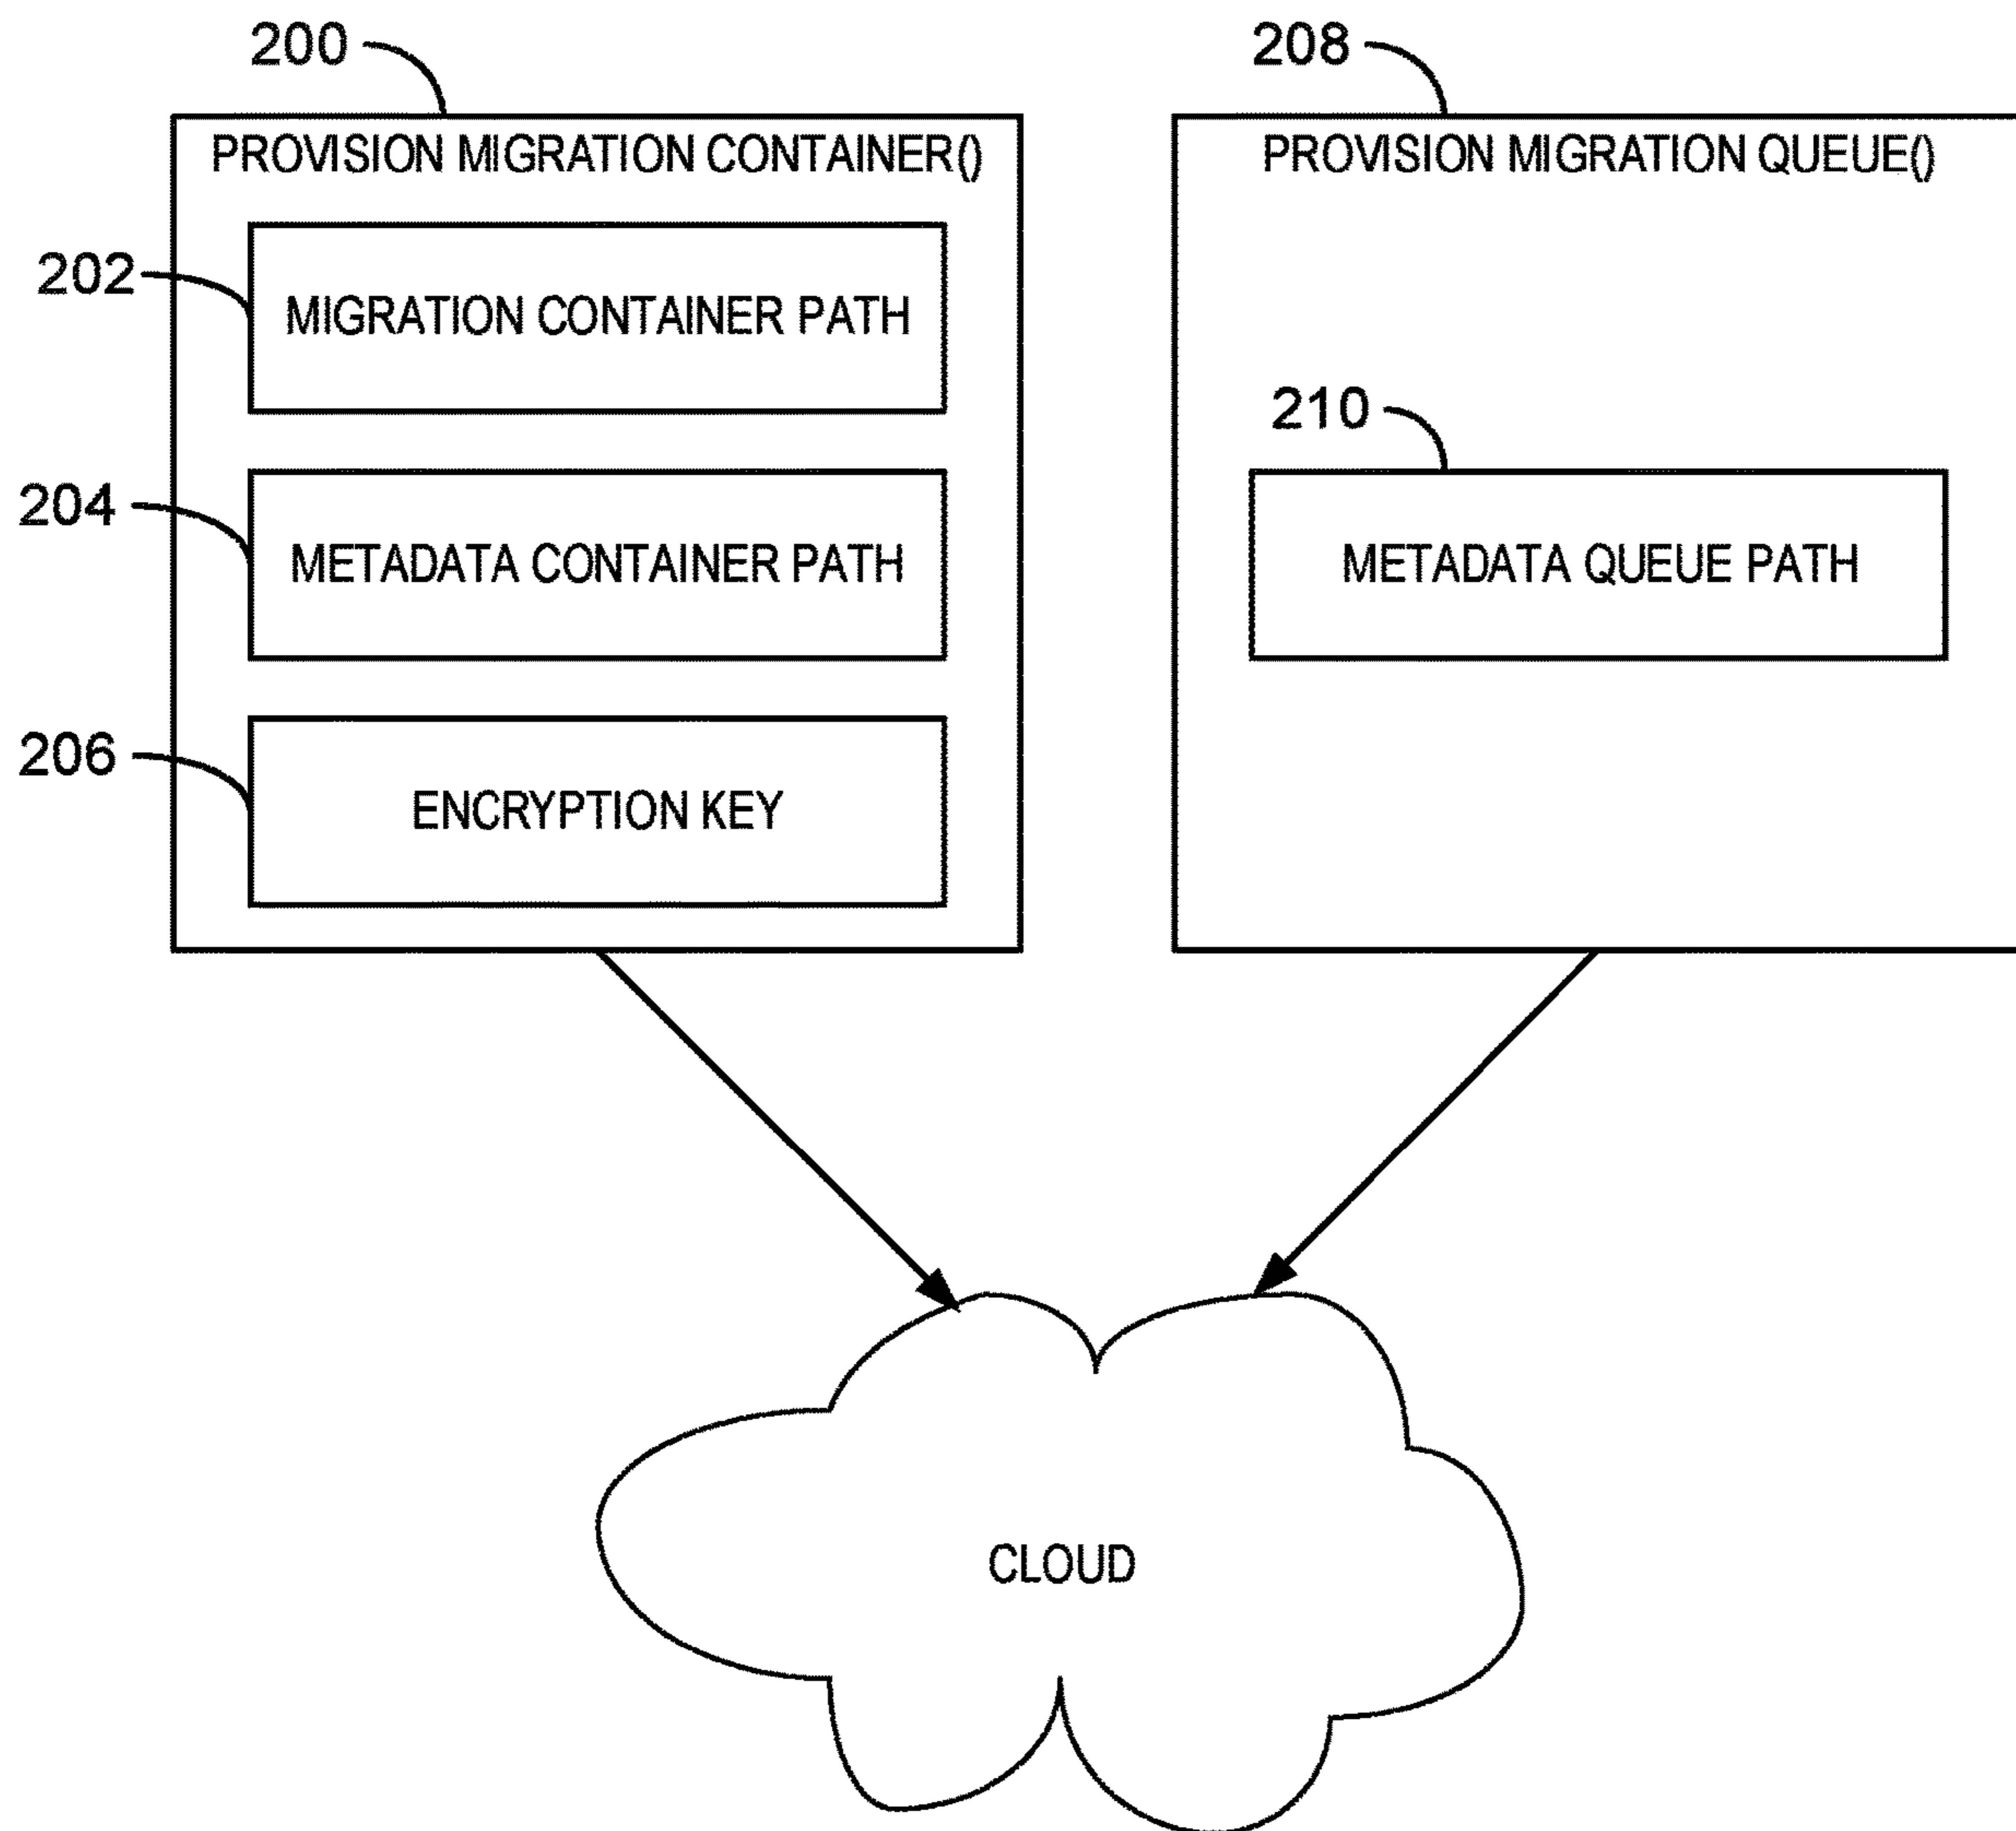 200
208
PROVISION MIGRATION CONTAINER()
PROVISION MIGRATION QUEUE()
202
MIGRATION CONTAINER PATH
210
204
METADATA CONTAINER PATH
METADATA QUEUE PATH
206
ENCRYPTION KEY
CLOUD